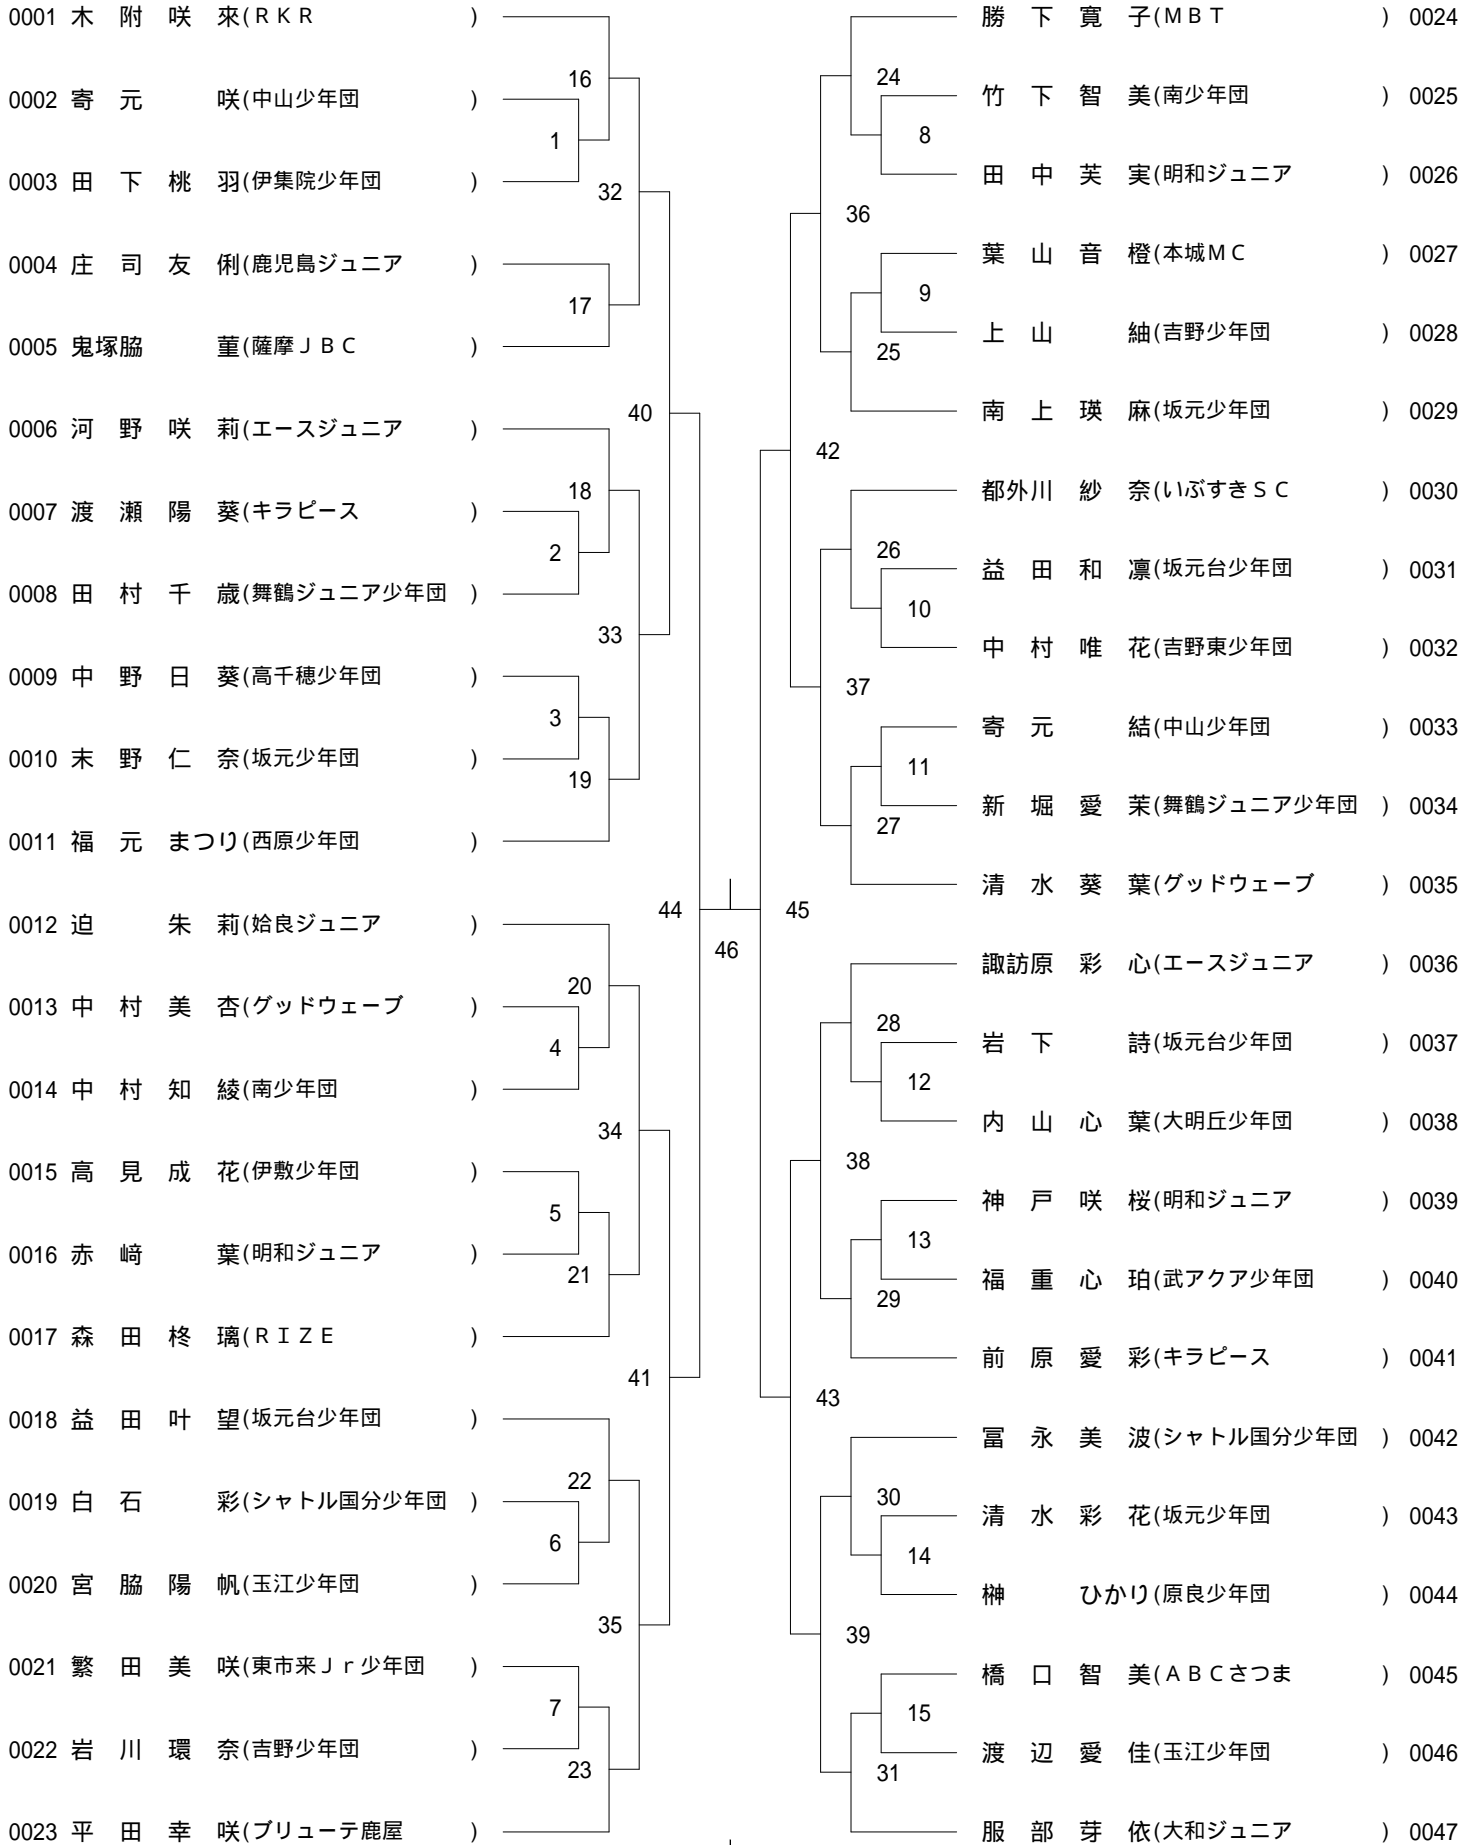 0001 木 附 咲 來(ＲＫＲ )
16
0002 寄 元 咲(中山少年団 )
1
0003 田 下 桃 羽(伊集院少年団 )
32
0004 庄 司 友 俐(鹿児島ジュニア )
17
0005 鬼塚脇 菫(薩摩ＪＢＣ )
40
0006 河 野 咲 莉(エースジュニア )
18
0007 渡 瀬 陽 葵(キラピース )
2
0008 田 村 千 歳(舞鶴ジュニア少年団 )
33
0009 中 野 日 葵(高千穂少年団 )
3
0010 末 野 仁 奈(坂元少年団 )
19
0011 福 元 まつり(西原少年団 )
44
0012 迫 朱 莉(姶良ジュニア )
20
0013 中 村 美 杏(グッドウェーブ )
4
0014 中 村 知 綾(南少年団 )
34
0015 高 見 成 花(伊敷少年団 )
5
0016 赤 﨑 葉(明和ジュニア )
21
0017 森 田 柊 璃(ＲＩＺＥ )
41
0018 益 田 叶 望(坂元台少年団 )
22
0019 白 石 彩(シャトル国分少年団 )
6
0020 宮 脇 陽 帆(玉江少年団 )
35
0021 繁 田 美 咲(東市来Ｊｒ少年団 )
7
0022 岩 川 環 奈(吉野少年団 )
23
0023 平 田 幸 咲(ブリューテ鹿屋 )
46
勝 下 寛 子(ＭＢＴ ) 0024
24
竹 下 智 美(南少年団 ) 0025
8
田 中 芙 実(明和ジュニア ) 0026
36
葉 山 音 橙(本城ＭＣ ) 0027
9
上 山 紬(吉野少年団 ) 0028
25
南 上 瑛 麻(坂元少年団 ) 0029
42
都外川 紗 奈(いぶすきＳＣ ) 0030
26
益 田 和 凛(坂元台少年団 ) 0031
10
中 村 唯 花(吉野東少年団 ) 0032
37
寄 元 結(中山少年団 ) 0033
11
新 堀 愛 茉(舞鶴ジュニア少年団 ) 0034
27
清 水 葵 葉(グッドウェーブ ) 0035
45
諏訪原 彩 心(エースジュニア ) 0036
28
岩 下 詩(坂元台少年団 ) 0037
12
内 山 心 葉(大明丘少年団 ) 0038
38
神 戸 咲 桜(明和ジュニア ) 0039
13
福 重 心 珀(武アクア少年団 ) 0040
29
前 原 愛 彩(キラピース ) 0041
43
冨 永 美 波(シャトル国分少年団 ) 0042
30
清 水 彩 花(坂元少年団 ) 0043
14
榊 ひかり(原良少年団 ) 0044
39
橋 口 智 美(ＡＢＣさつま ) 0045
15
渡 辺 愛 佳(玉江少年団 ) 0046
31
服 部 芽 依(大和ジュニア ) 0047